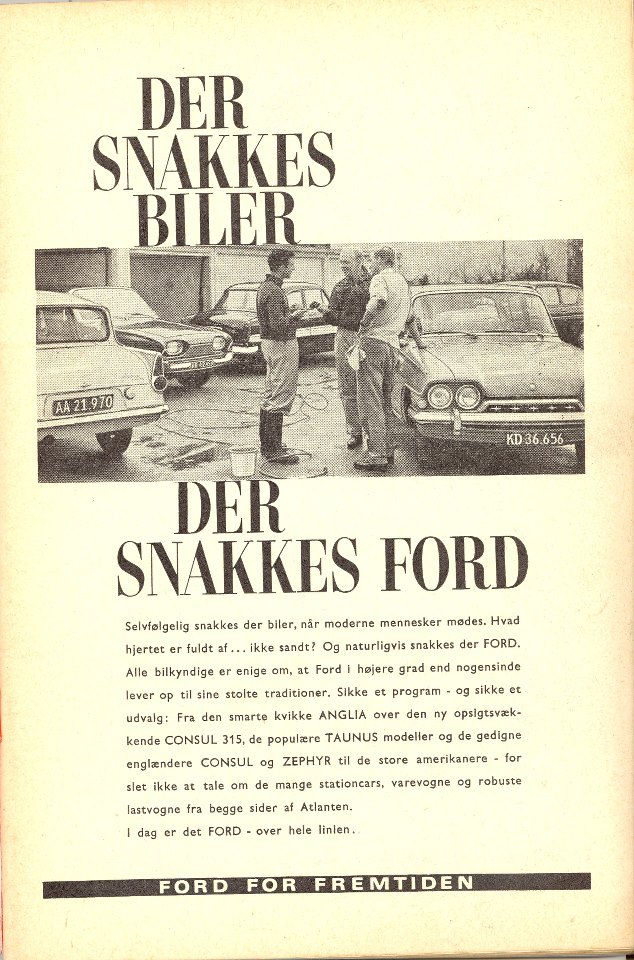 DER
SNAKKES
BILER
AA 21.970
KD 36.656
DER
SNAKKES FORD
Selvfølgelig snakkes der biler, når moderne mennesker mødes. Hvad
hjertet er fuldt af... ikke sandt? Og naturligvis snakkes der FORD.
Alle bilkyndige er enige om, at Ford i højere grad end nogensinde
lever op til sine stolte traditioner. Sikke et program - og sikke et
udvalg: Fra den smarte kvikke ANGLIA over den ny opsigtsvæk-
kende CONSUL 315, de populære TAUNUS modeller og de gedigne
englændere CONSUL og ZEPHYR til de store amerikanere - for
slet ikke at tale om de mange stationcars, varevogne og robuste
lastvogne fra begge sider af Atlanten.
I dag er det FORD - over hele linien.
FORD FOR FREMTIDEN